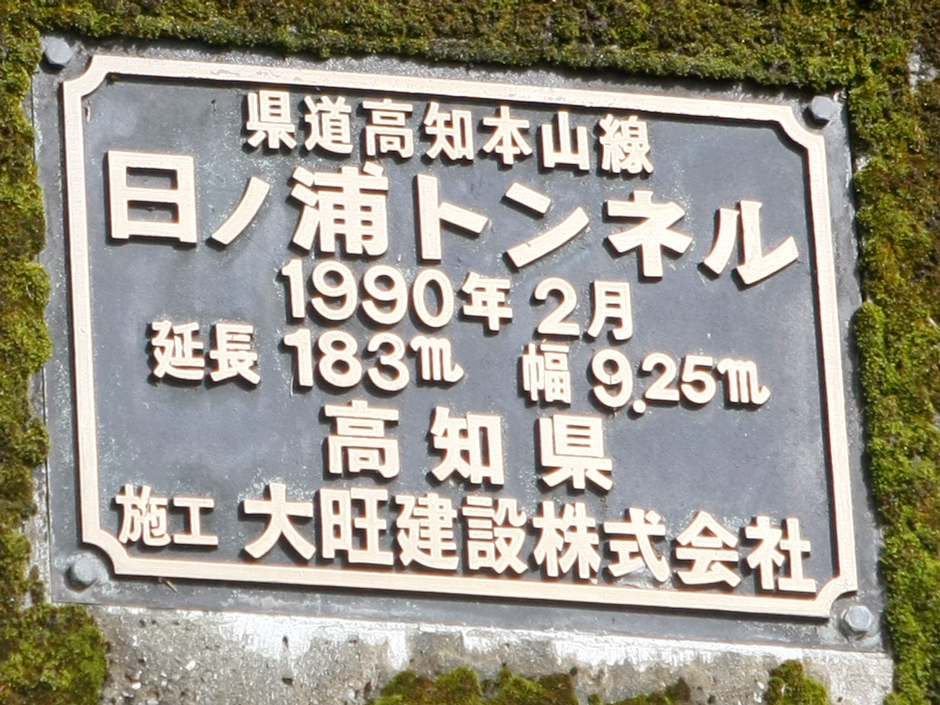 県道高知本山線
日ノ浦トンネル
1990年2月
延長 183m 幅 9.25m
高知県
施工 大旺建設株式会社